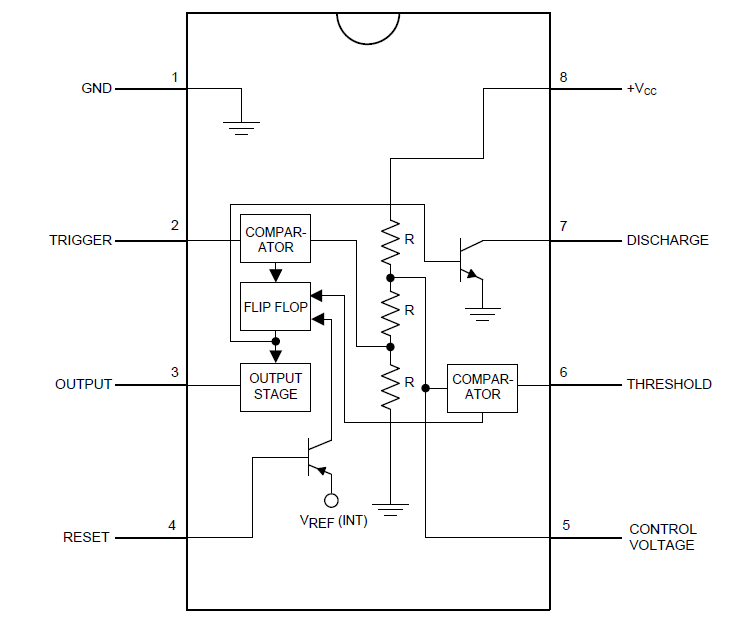 1
8
GND
+VCC
2
7
TRIGGER
COMPAR-
ATOR
R
DISCHARGE
FLIP FLOP
R
3
6
OUTPUT
OUTPUT
STAGE
R
COMPAR-
ATOR
THRESHOLD
VREF (INT)
4
5
RESET
CONTROL
VOLTAGE